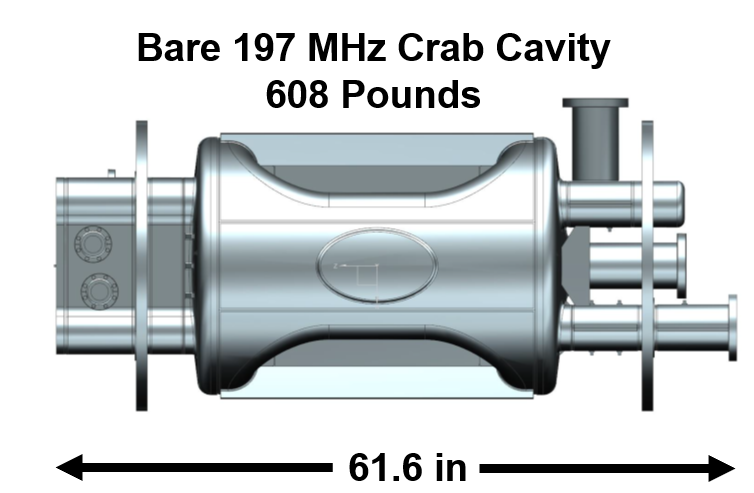 Bare 197 MHz Crab Cavity
608 Pounds
61.6 in